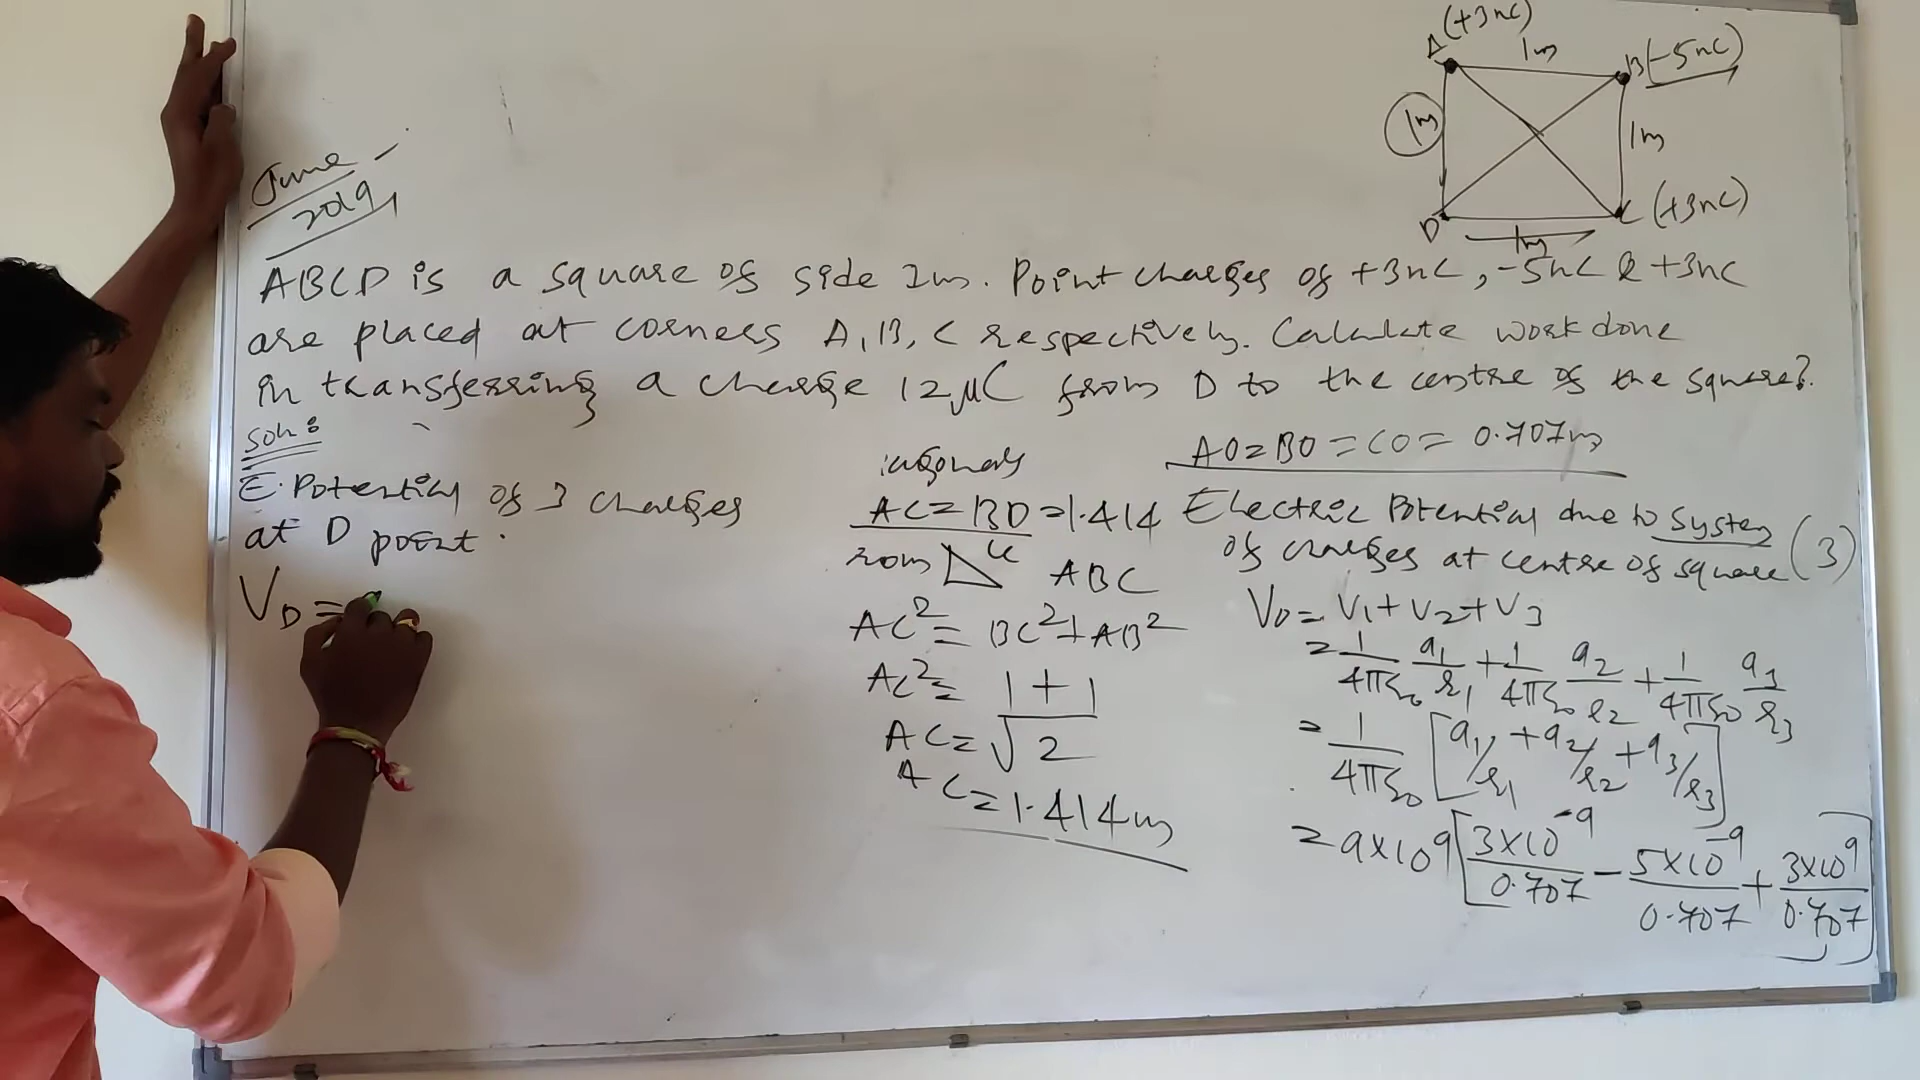 A (+3nC)
1m
B (-5nC)
1m
1m
D
C (+3nC)
1m
June
2019
ABCD is a square of side 1m. Point charges of +3nC, -5nC & +3nC
are placed at corners A, B, C respectively. Calculate work done
in transferring a charge 12μC from D to the centre of the square?
Soln:
E. Potential of 3 charges
at D point.
V_D =
iagonals
AC = BD = 1.414
From ABC
AC² = BC² + AB²
AC² = 1 + 1
AC = √2
AC = 1.414m
AO = BO = CO = 0.707m
Electric Potential due to system
of charges at centre of square (3)
V_O = V1 + V2 + V3
= 1/4πε₀ q1/r1 + 1/4πε₀ q2/r2 + 1/4πε₀ q3/r3
= 1/4πε₀ [q1/r1 + q2/r2 + q3/r3]
= 9×10⁹ [3×10⁻⁹/0.707 - 5×10⁻⁹/0.707 + 3×10⁹/0.707]